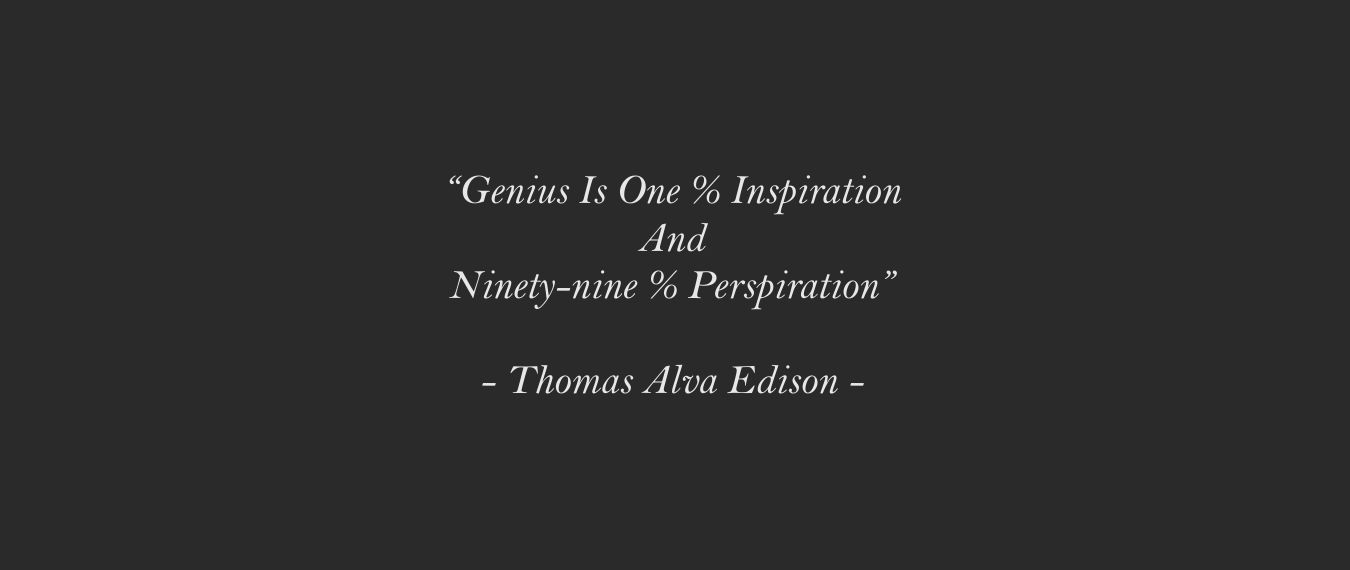 “Genius Is One % Inspiration
And
Ninety-nine % Perspiration”
- Thomas Alva Edison -